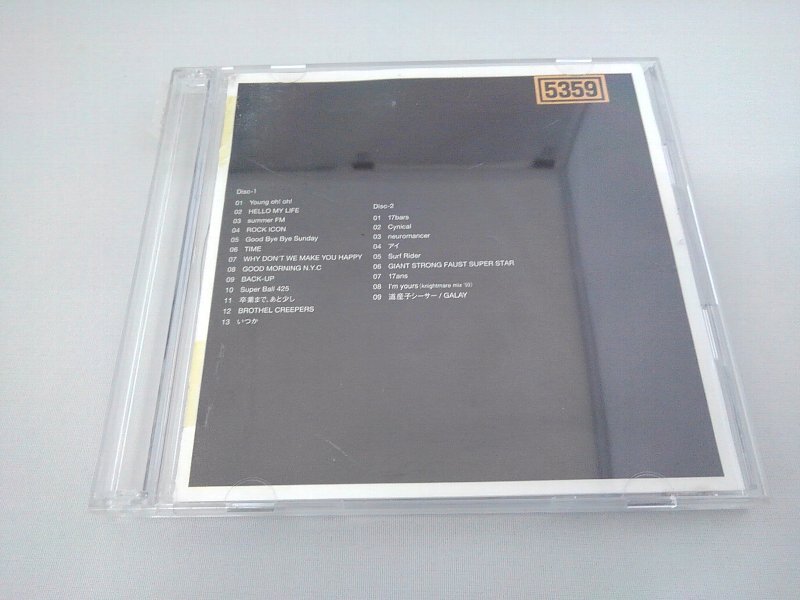 5359
Disc-1
01 Young oh! oh!
02 HELLO MY LIFE
03 summer FM
04 ROCK ICON
05 Good Bye Bye Sunday
06 TIME
07 WHY DON'T WE MAKE YOU HAPPY
08 GOOD MORNING N.Y.C
09 BACK-UP
10 Super Ball 425
11 卒業まで、あと少し
12 BROTHEL CREEPERS
13 いつか
Disc-2
01 17bars
02 Cynical
03 neuromancer
04 アイ
05 Surf Rider
06 GIANT STRONG FAUST SUPER STAR
07 17ans
08 I'm yours (knightmare mix '93)
09 道産子シーサー / GALAY